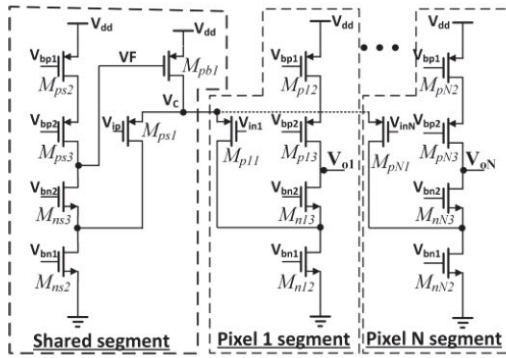 Vdd
Vbp1
Mps2
VF
Vdd
Mpb1
Vbp2
Mps3
VC
Vip
Mps1
Vbn2
Mns3
Vbn1
Mns2
Shared segment
Vdd
Vbp1
Mp12
Vin1
Mp11
Vbp2
Mp13
Vo1
Vbn2
Mn13
Vbn1
Mn12
Pixel 1 segment
Vdd
Vbp1
MpN2
VinN
MpN1
Vbp2
MpN3
VoN
Vbn2
MnN3
Vbn1
MnN2
Pixel N segment